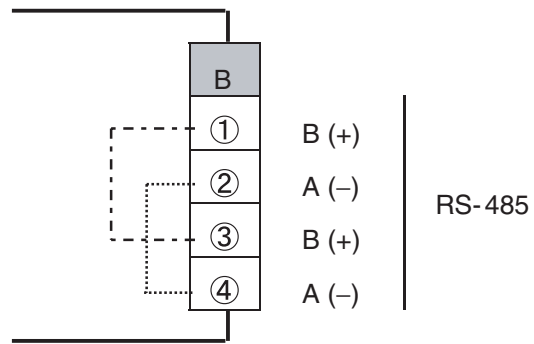 B
① B (+)
② A (–)
③ B (+)
④ A (–)
RS-485